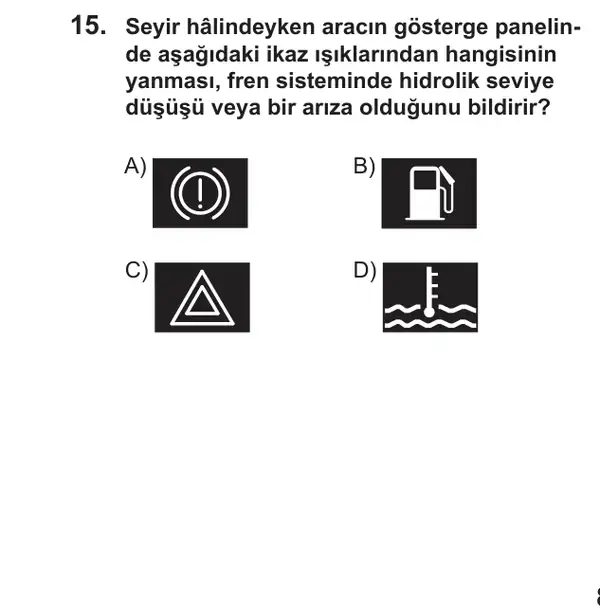 15. Seyir hâlindeyken aracın gösterge panelin-
de aşağıdaki ikaz ışıklarından hangisinin
yanması, fren sisteminde hidrolik seviye
düşüşü veya bir arıza olduğunu bildirir?
A) B)
C) D)